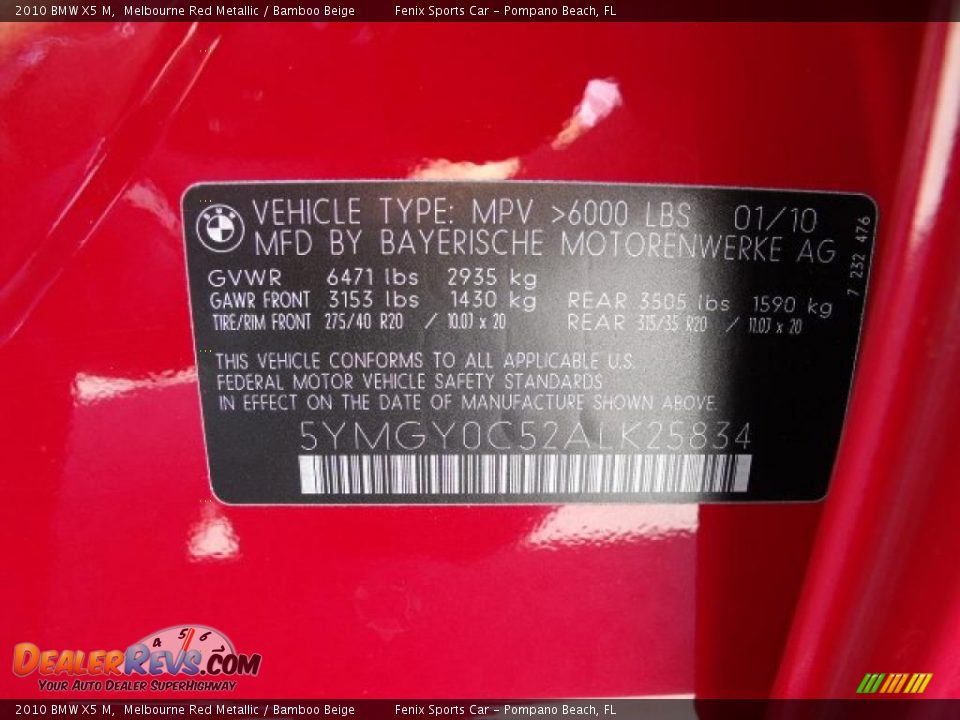 2010 BMW X5 M,  Melbourne Red Metallic / Bamboo Beige          Fenix Sports Car - Pompano Beach, FL
VEHICLE TYPE: MPV >6000 LBS 01/10
MFD BY BAYERISCHE MOTORENWERKE AG
7 232 476
GVWR 6471 lbs 2935 kg
GAWR FRONT 3153 lbs 1430 kg REAR 3505 lbs 1590 kg
TIRE/RIM FRONT 275/40 R20 / 10.0J x 20 REAR 315/35 R20 / 11.0J x 20
THIS VEHICLE CONFORMS TO ALL APPLICABLE U.S.
FEDERAL MOTOR VEHICLE SAFETY STANDARDS
IN EFFECT ON THE DATE OF MANUFACTURE SHOWN ABOVE.
5YMGY0C52ALK25834
4 5 6
DEALERREVS.COM
YOUR AUTO DEALER SUPERHIGHWAY
2010 BMW X5 M,  Melbourne Red Metallic / Bamboo Beige          Fenix Sports Car - Pompano Beach, FL